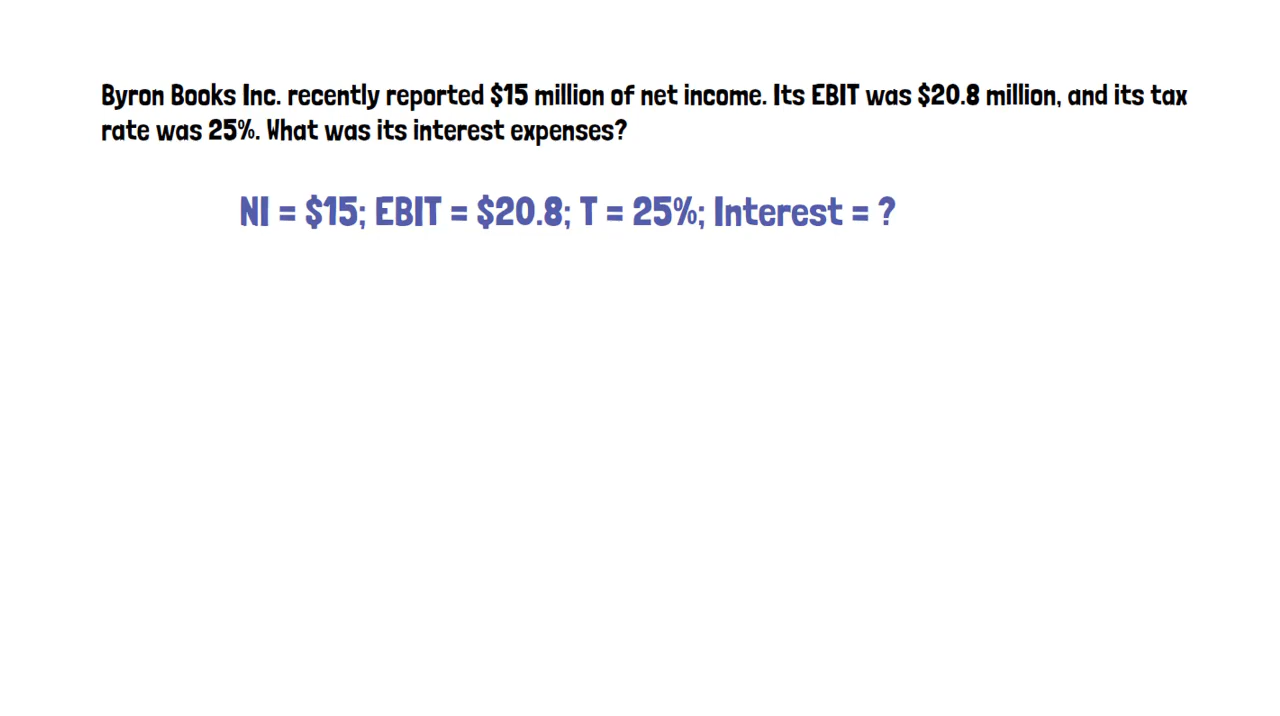 Byron Books Inc. recently reported $15 million of net income. Its EBIT was $20.8 million, and its tax
rate was 25%. What was its interest expenses?
NI = $15; EBIT = $20.8; T = 25%; Interest = ?